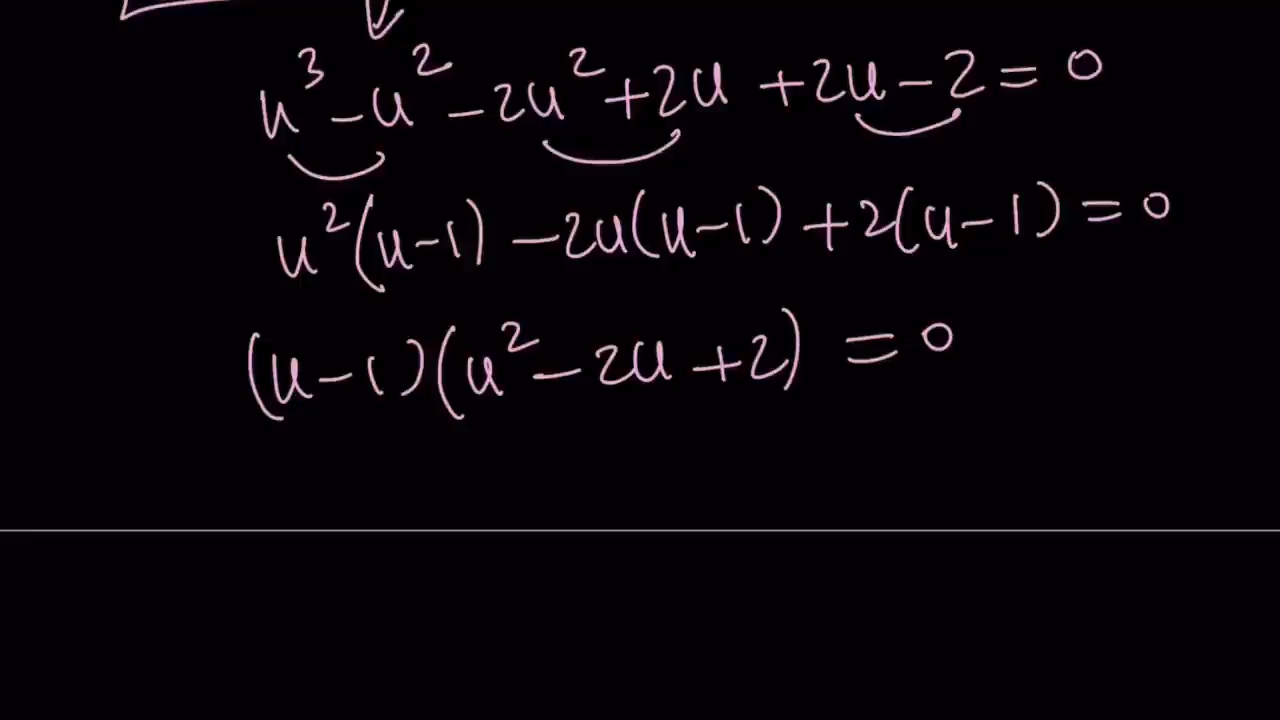 u³ - u² - 2u² + 2u + 2u - 2 = 0
u²(u-1) - 2u(u-1) + 2(u-1) = 0
(u-1)(u² - 2u + 2) = 0